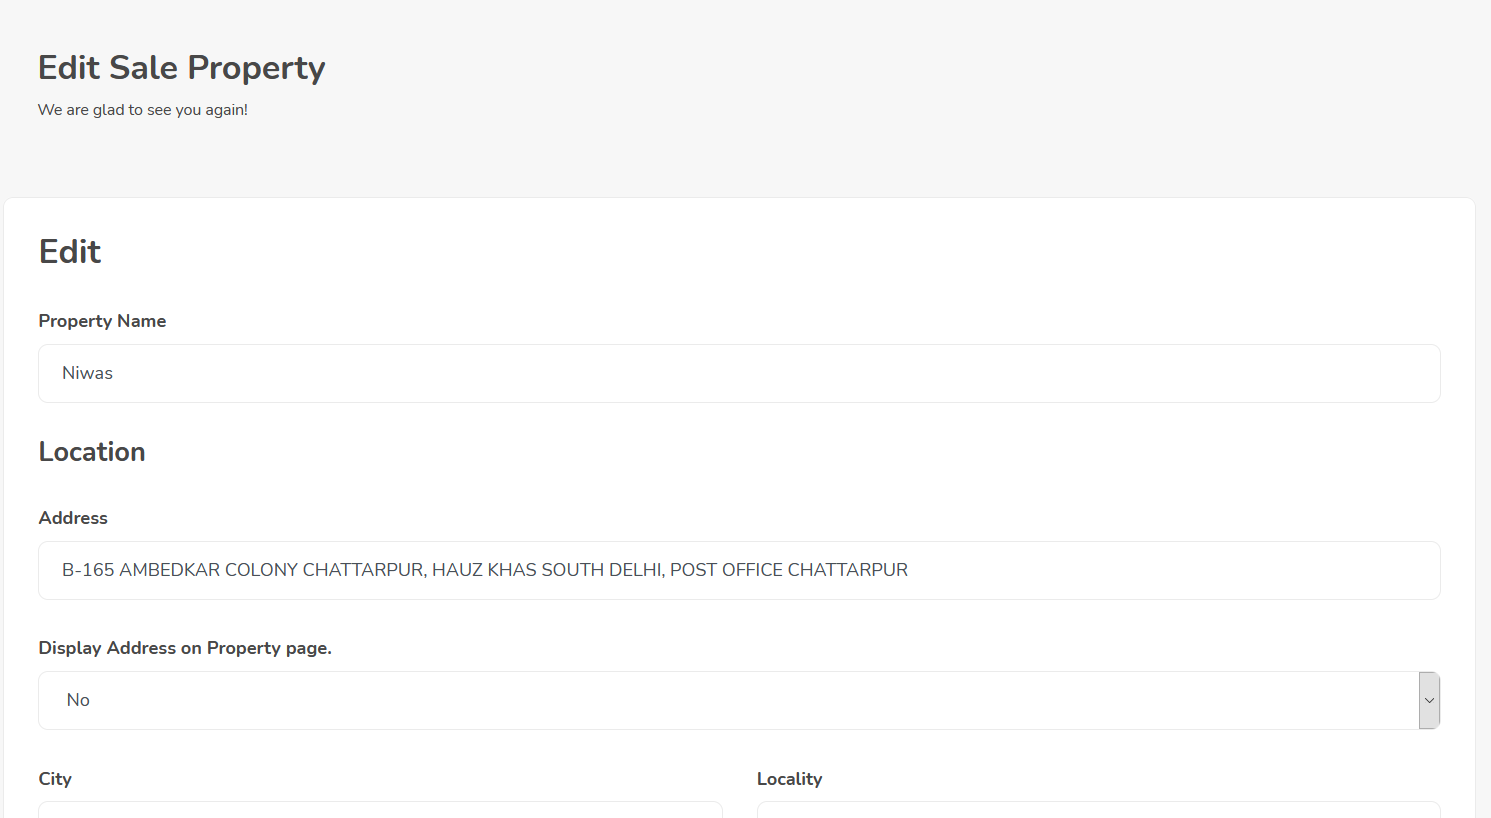 Edit Sale Property
We are glad to see you again!
Edit
Property Name
Niwas
Location
Address
B-165 AMBEDKAR COLONY CHATTARPUR, HAUZ KHAS SOUTH DELHI, POST OFFICE CHATTARPUR
Display Address on Property page.
No
City
Locality